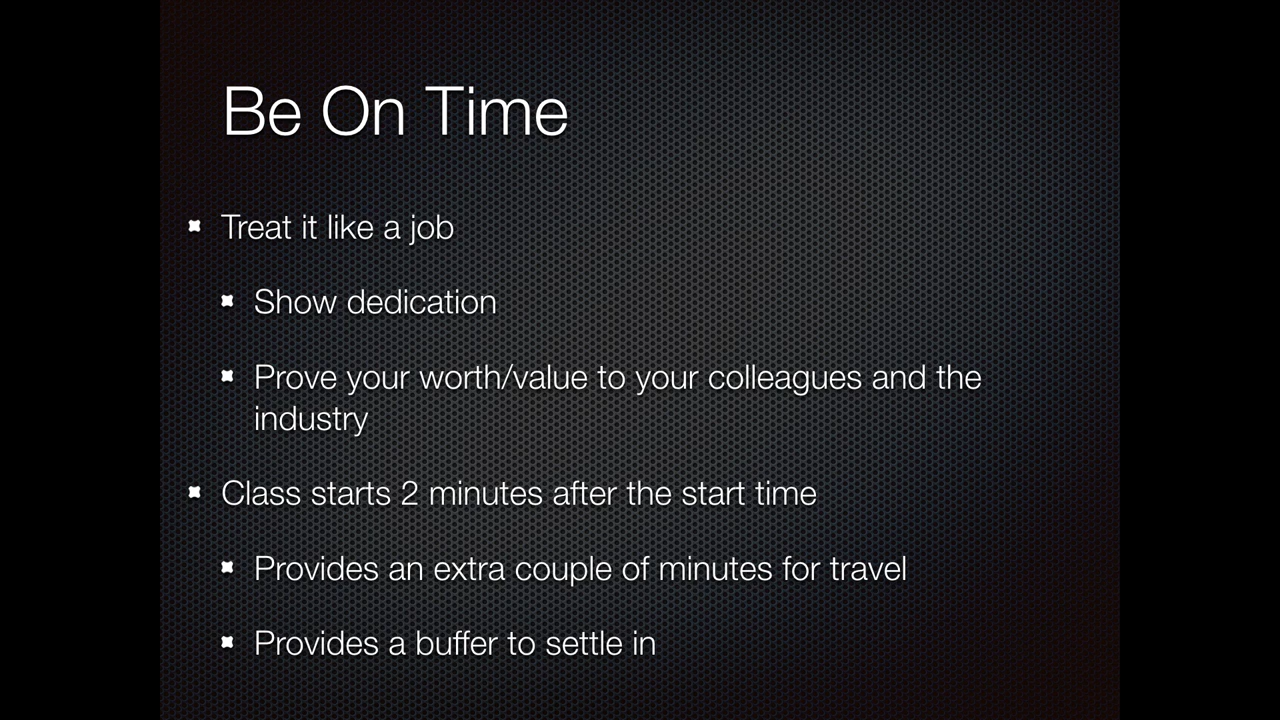 Be On Time
Treat it like a job
Show dedication
Prove your worth/value to your colleagues and the
industry
Class starts 2 minutes after the start time
Provides an extra couple of minutes for travel
Provides a buffer to settle in